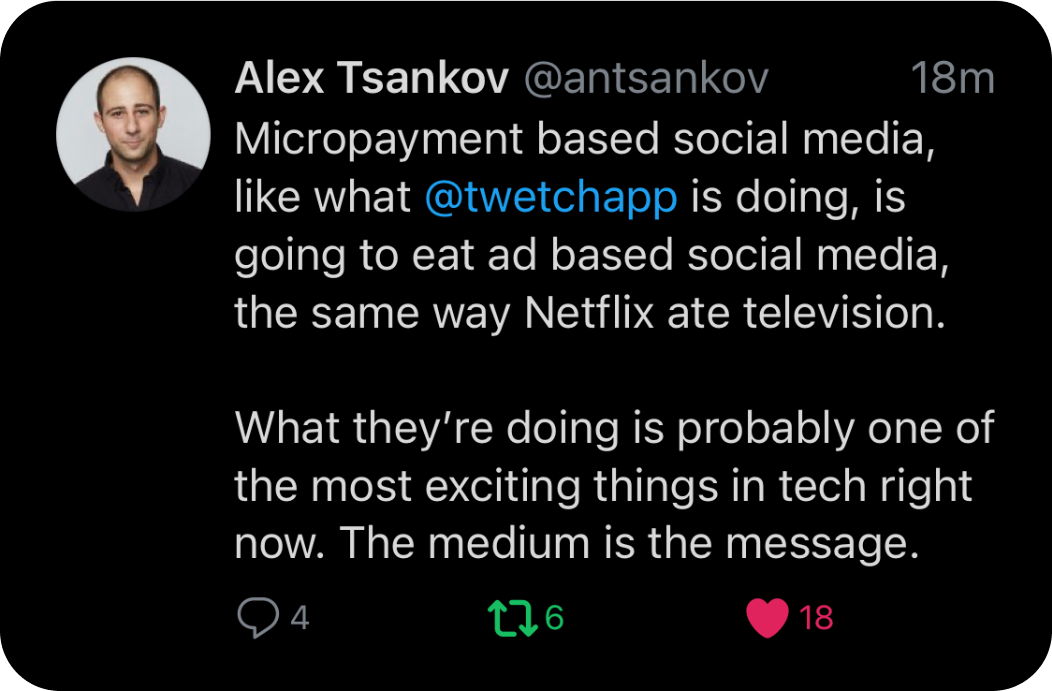 Alex Tsankov @antsankov 18m
Micropayment based social media,
like what @twetchapp is doing, is
going to eat ad based social media,
the same way Netflix ate television.
What they’re doing is probably one of
the most exciting things in tech right
now. The medium is the message.
4 6 18